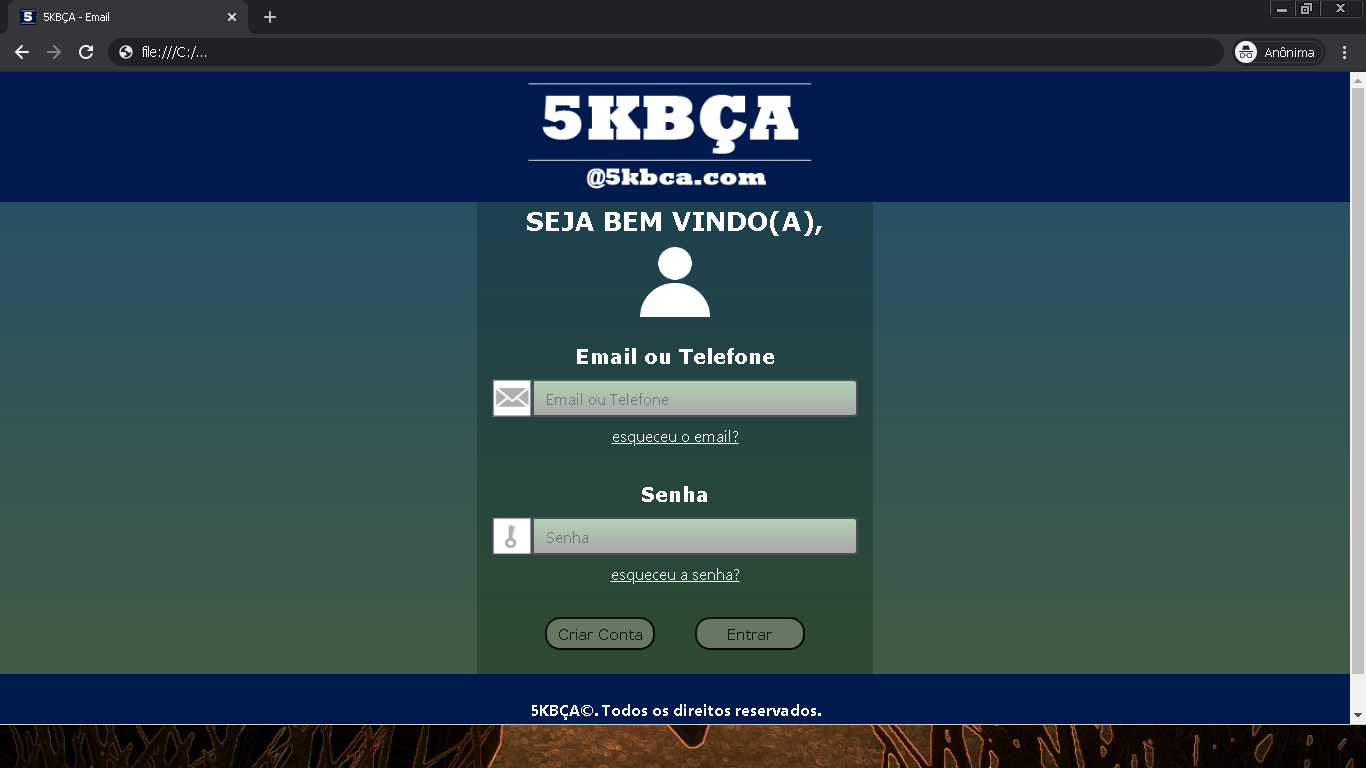 5 5KBÇA - Email
file:///C:/...
Anônima
5KBÇA
@5kbca.com
SEJA BEM VINDO(A),
Email ou Telefone
Email ou Telefone
esqueceu o email?
Senha
Senha
esqueceu a senha?
Criar Conta
Entrar
5KBÇA©. Todos os direitos reservados.